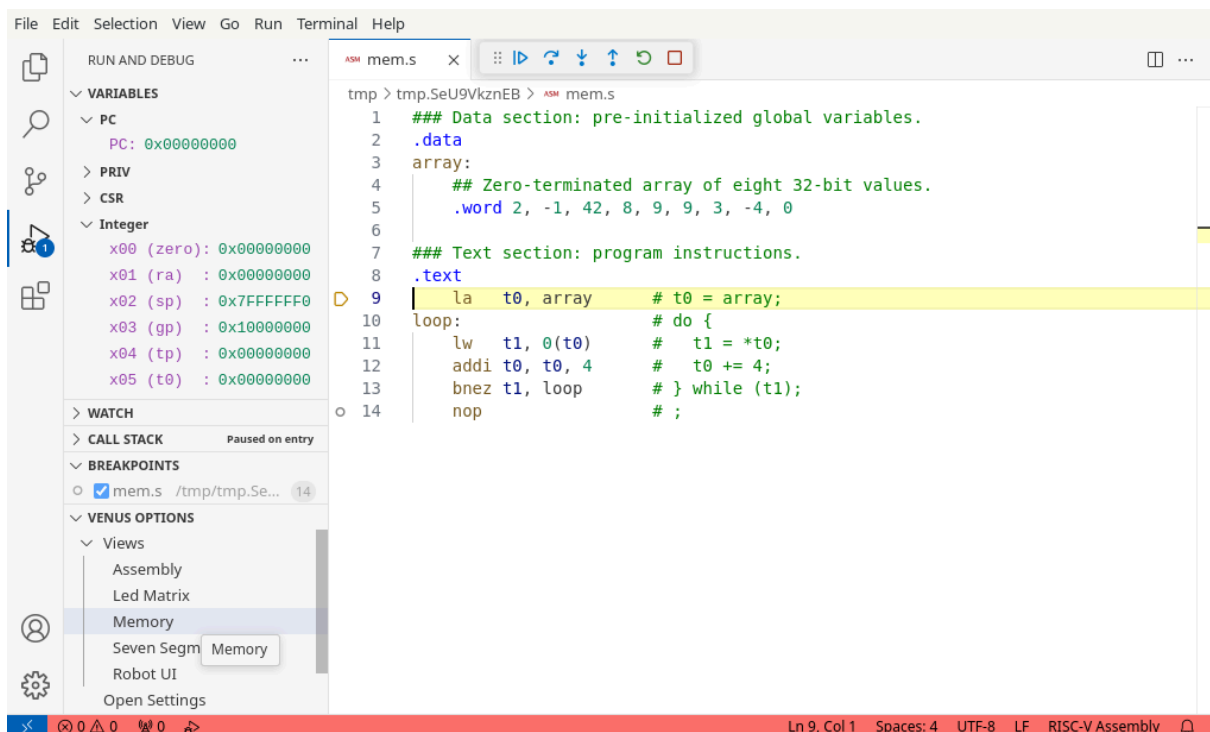 File Edit Selection View Go Run Terminal Help
RUN AND DEBUG ...
VARIABLES
PC
PC: 0x00000000
PRIV
CSR
Integer
x00 (zero): 0x00000000
x01 (ra) : 0x00000000
x02 (sp) : 0x7FFFFFF0
x03 (gp) : 0x10000000
x04 (tp) : 0x00000000
x05 (t0) : 0x00000000
WATCH
CALL STACK Paused on entry
BREAKPOINTS
mem.s /tmp/tmp.Se... 14
VENUS OPTIONS
Views
Assembly
Led Matrix
Memory
Seven Segm
Memory
Robot UI
Open Settings
1
ASM mem.s
tmp > tmp.SeU9VkznEB > ASM mem.s
1 ### Data section: pre-initialized global variables.
2 .data
3 array:
4 ## Zero-terminated array of eight 32-bit values.
5 .word 2, -1, 42, 8, 9, 9, 3, -4, 0
6
7 ### Text section: program instructions.
8 .text
9 la t0, array # t0 = array;
10 loop: # do {
11 lw t1, 0(t0) # t1 = *t0;
12 addi t0, t0, 4 # t0 += 4;
13 bnez t1, loop # } while (t1);
14 nop # ;
0 0 0 Ln 9, Col 1 Spaces: 4 UTF-8 LF RISC-V Assembly